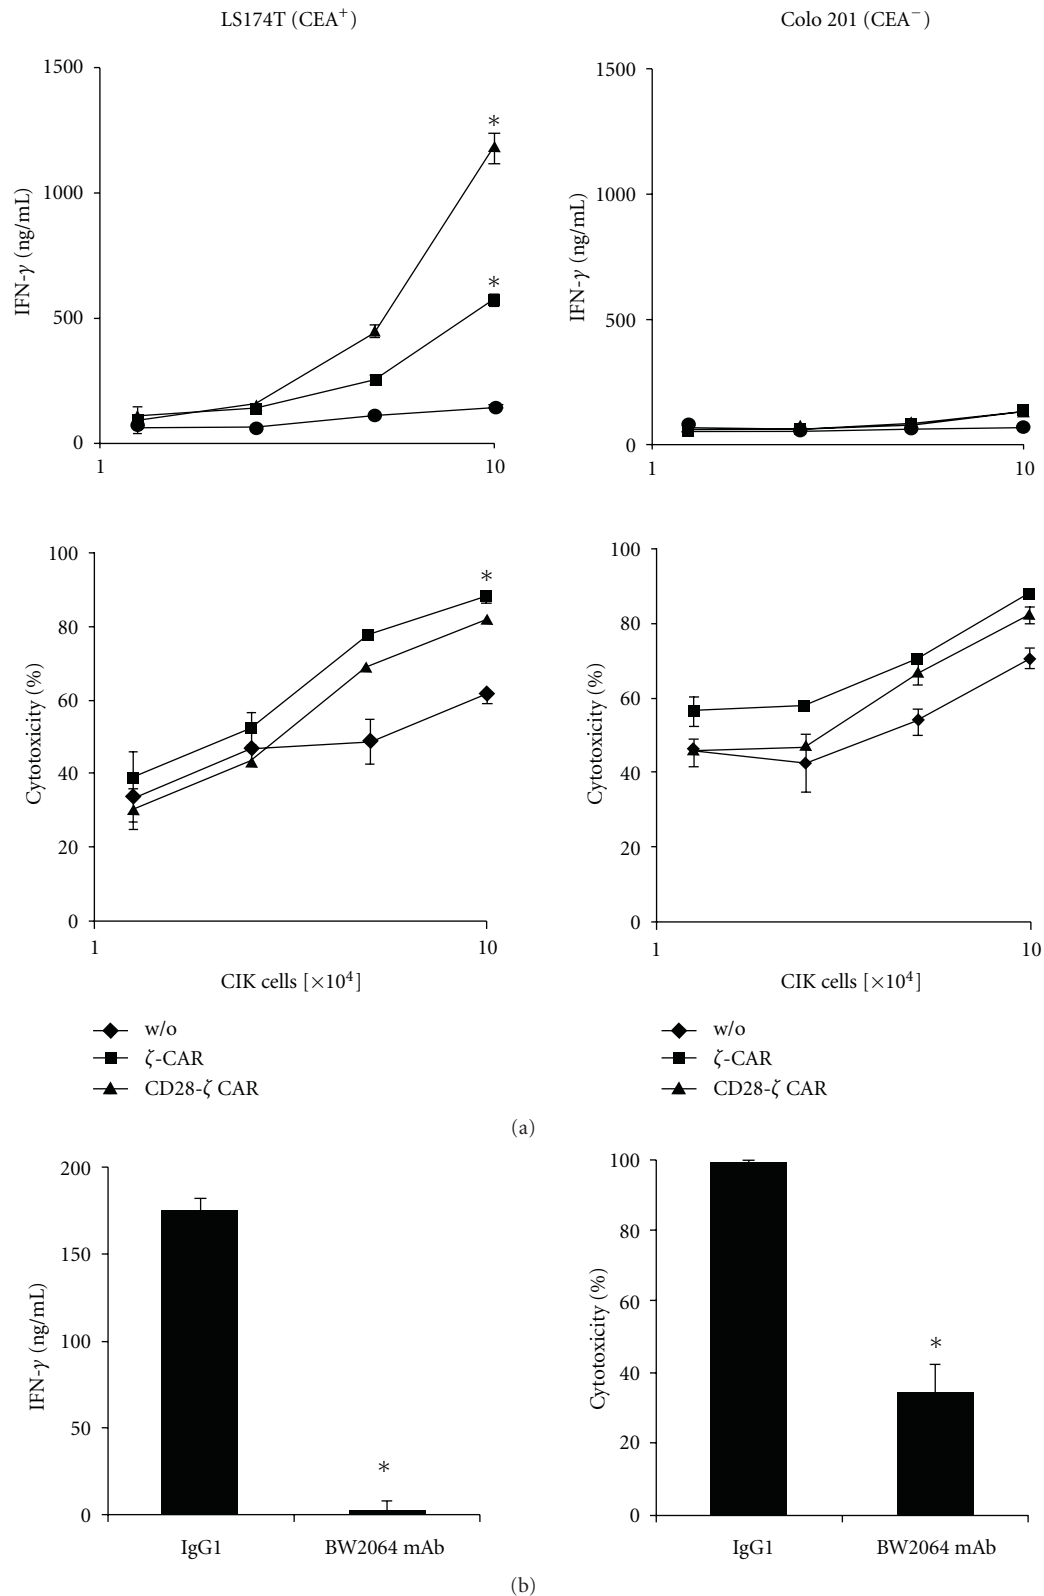 LS174T (CEA⁺)
Colo 201 (CEA⁻)
1500
1000
500
0
IFN-γ (ng/mL)
*
*
1
10
1500
1000
500
0
IFN-γ (ng/mL)
1
10
100
80
60
40
20
0
Cytotoxicity (%)
*
1
10
CIK cells [×10⁴]
100
80
60
40
20
0
Cytotoxicity (%)
1
10
CIK cells [×10⁴]
w/o
ζ-CAR
CD28-ζ CAR
w/o
ζ-CAR
CD28-ζ CAR
(a)
200
150
100
50
0
IFN-γ (ng/mL)
*
IgG1
BW2064 mAb
100
80
60
40
20
0
Cytotoxicity (%)
*
IgG1
BW2064 mAb
(b)